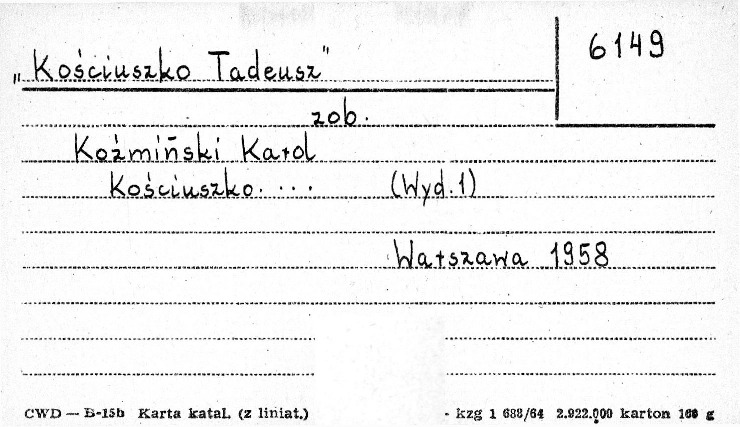 6149
„Kościuszko Tadeusz"
zob.
Koźmiński Karol
Kościuszko.... (Wyd.1)
Warszawa 1958
CWD — B-15b Karta katal. (z liniat.) - kzg 1 688/64 2.922.000 karton 160 g